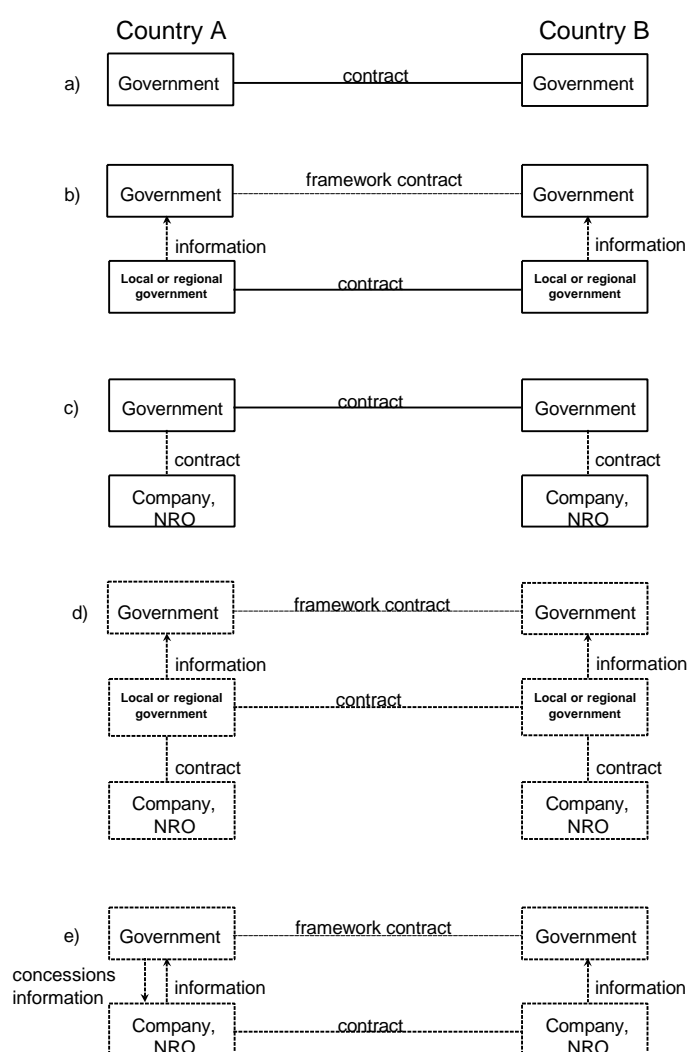 Country A Country B
a) Government contract Government
b) Government framework contract Government
information information
Local or regional
government contract Local or regional
government
c) Government contract Government
contract contract
Company,
NRO Company,
NRO
d) Government framework contract Government
information information
Local or regional
government contract Local or regional
government
contract contract
Company,
NRO Company,
NRO
e) Government framework contract Government
concessions
information information information
Company,
NRO contract Company,
NRO